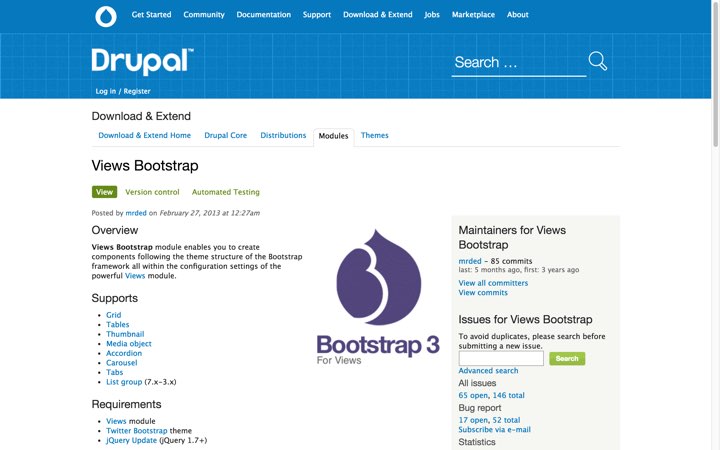 Get Started Community Documentation Support Download & Extend Jobs Marketplace About
Drupal™
Search ...
Log in / Register
Download & Extend
Download & Extend Home Drupal Core Distributions Modules Themes
Views Bootstrap
View Version control Automated Testing
Posted by mrded on February 27, 2013 at 12:27am
Overview
Views Bootstrap module enables you to create
components following the theme structure of the Bootstrap
framework all within the configuration settings of the
powerful Views module.
Supports
Grid
Tables
Thumbnail
Media object
Accordion
Carousel
Tabs
List group (7.x-3.x)
Requirements
Views module
Twitter Bootstrap theme
jQuery Update (jQuery 1.7+)
Bootstrap 3
For Views
Maintainers for Views
Bootstrap
mrded – 85 commits
last: 5 months ago, first: 3 years ago
View all committers
View commits
Issues for Views Bootstrap
To avoid duplicates, please search before
submitting a new issue.
Search
Advanced search
All issues
65 open, 146 total
Bug report
17 open, 52 total
Subscribe via e-mail
Statistics